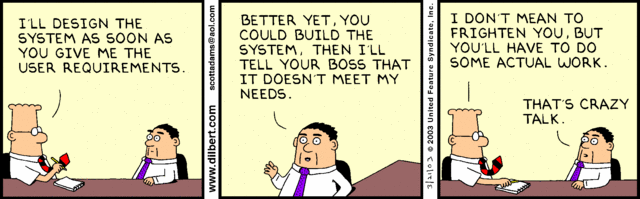 I'LL DESIGN THE
SYSTEM AS SOON AS
YOU GIVE ME THE
USER REQUIREMENTS.
www.dilbert.com
scottadams@aol.com
BETTER YET, YOU
COULD BUILD THE
SYSTEM, THEN I'LL
TELL YOUR BOSS THAT
IT DOESN'T MEET MY
NEEDS.
© 2003 United Feature Syndicate, Inc.
I DON'T MEAN TO
FRIGHTEN YOU, BUT
YOU'LL HAVE TO DO
SOME ACTUAL WORK.
THAT'S CRAZY
TALK.